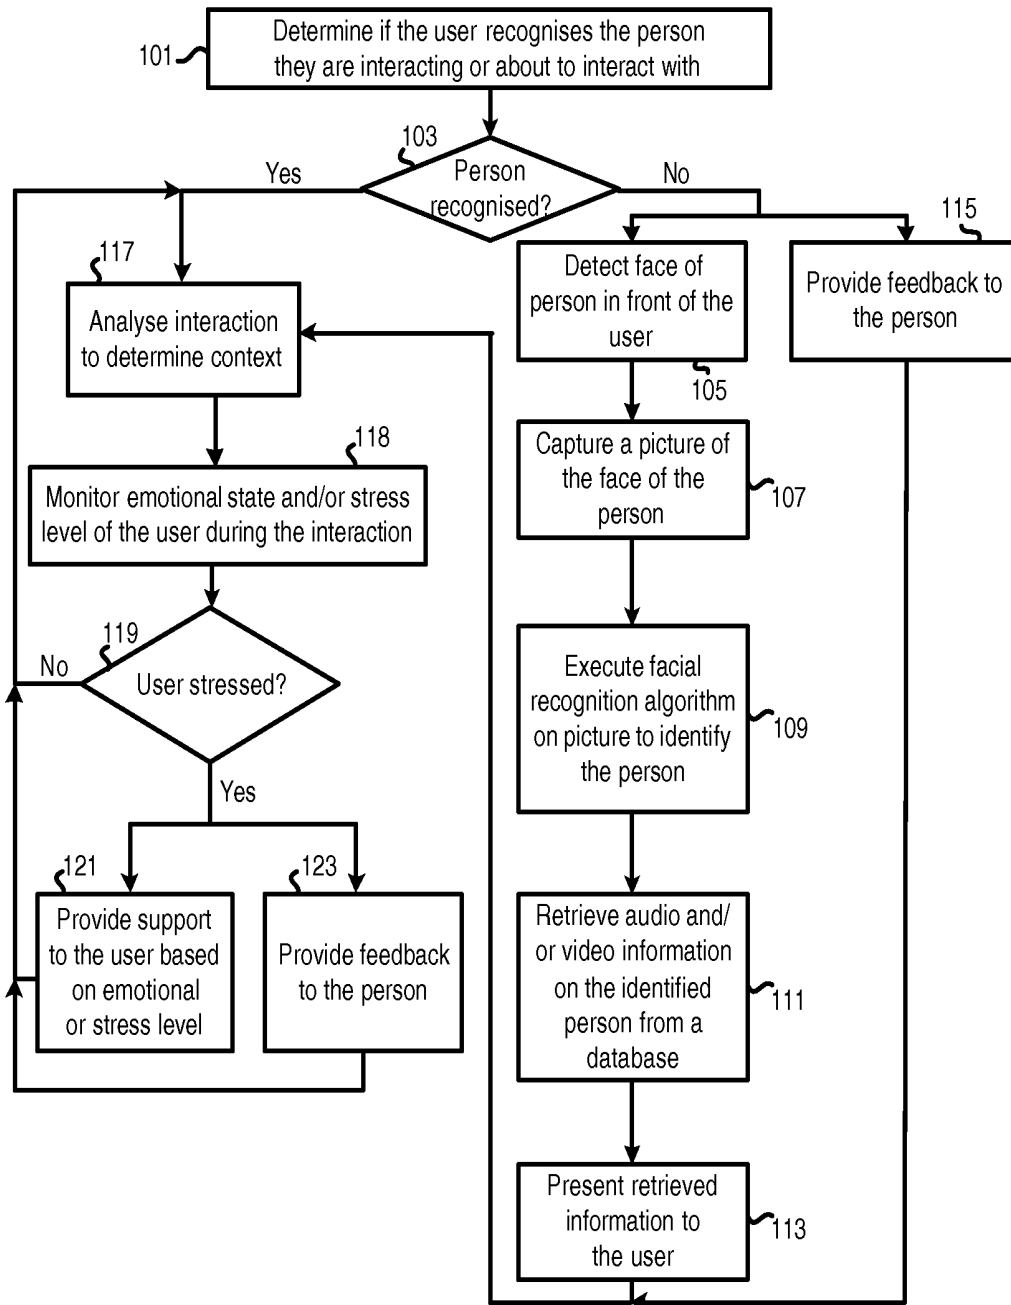 Determine if the user recognises the person
they are interacting or about to interact with
101
103
Person
recognised?
Yes
No
115
117
Detect face of
person in front of the
user
105
Provide feedback to
the person
Analyse interaction
to determine context
118
Capture a picture of
the face of the
person
107
Monitor emotional state and/or stress
level of the user during the interaction
119
No
User stressed?
Yes
Execute facial
recognition algorithm
on picture to identify
the person
109
121
123
Provide support
to the user based
on emotional
or stress level
Provide feedback
to the person
Retrieve audio and/
or video information
on the identified
person from a
database
111
Present retrieved
information to
the user
113